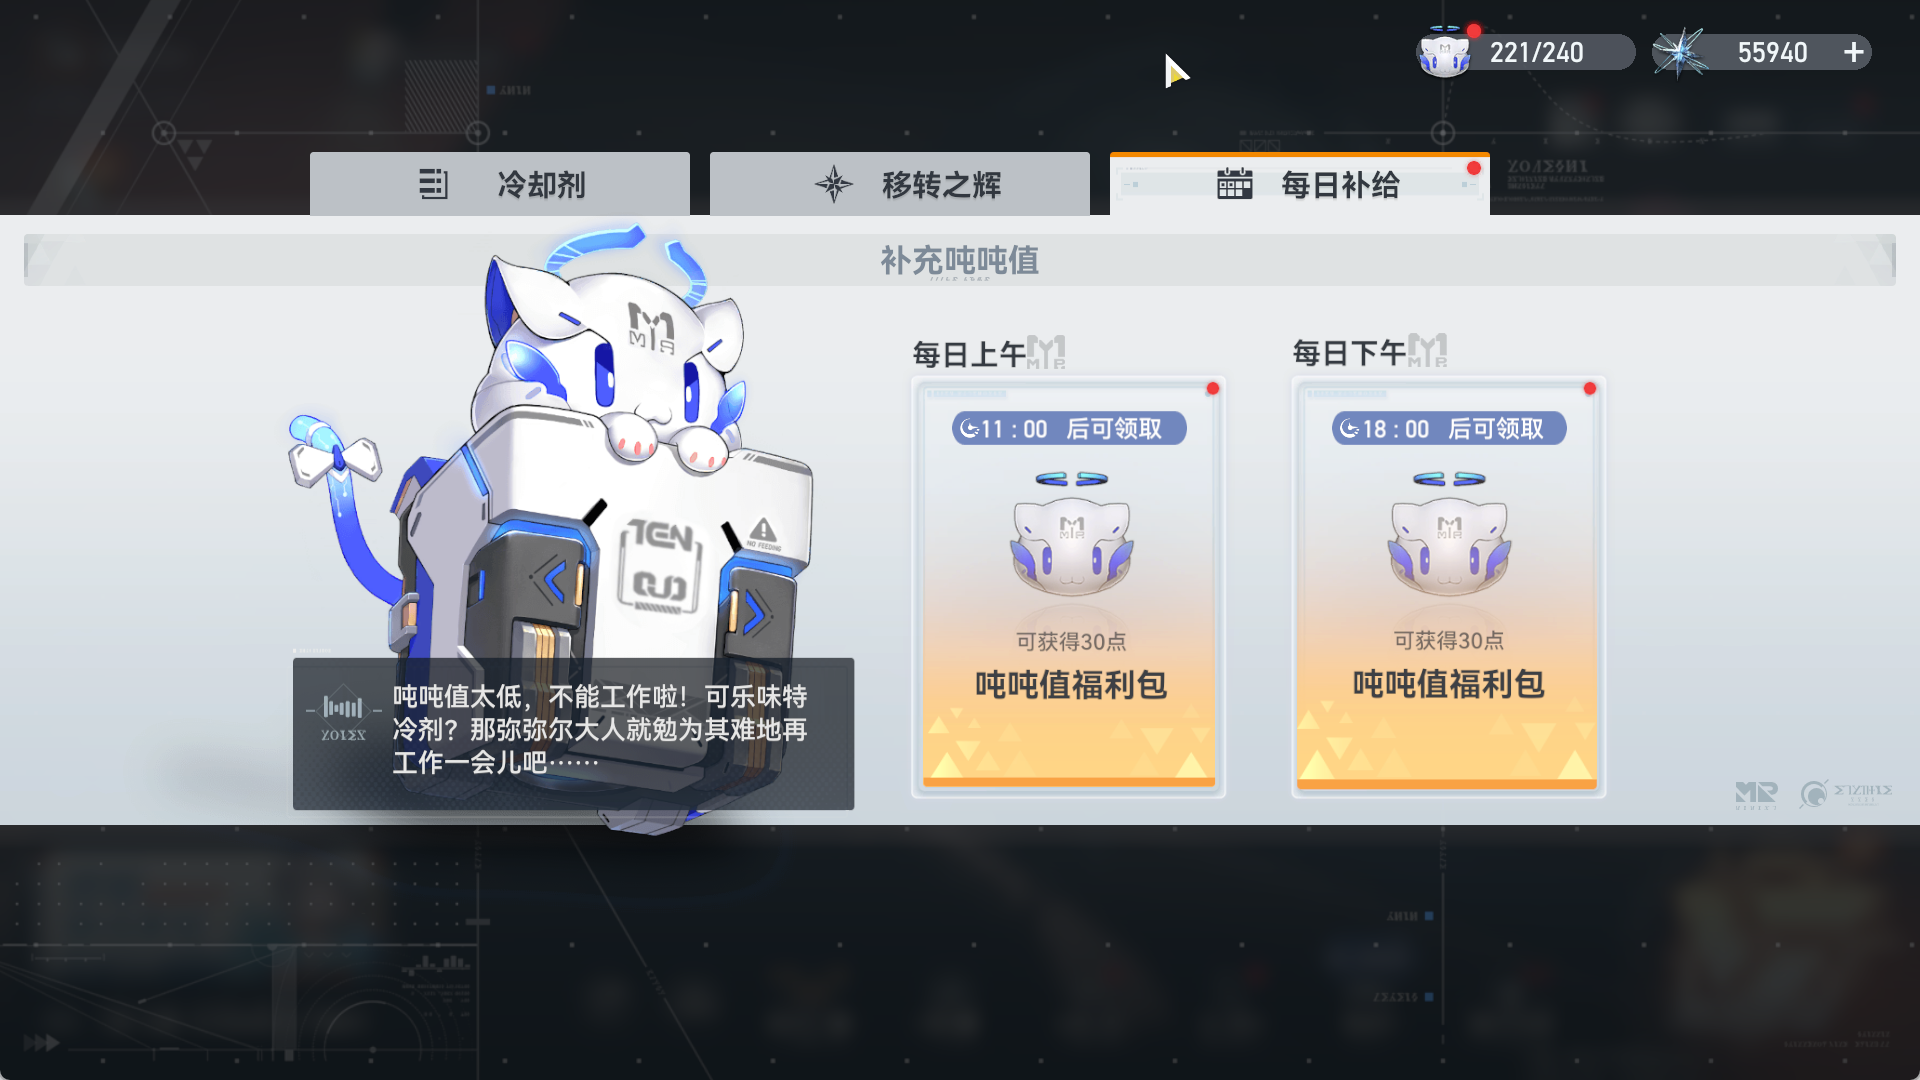 221/240
55940
冷却剂
移转之辉
每日补给
补充吨吨值
每日上午
每日下午
11：00 后可领取
18：00 后可领取
TEN
NO FEEDING
可获得30点
可获得30点
吨吨值福利包
吨吨值福利包
吨吨值太低，不能工作啦！可乐味特
冷剂？那弥弥尔大人就勉为其难地再
工作一会儿吧……